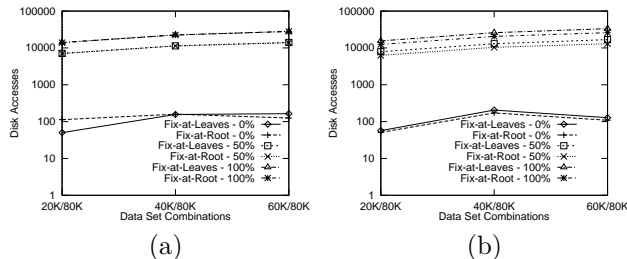 100000
10000
1000
100
10
1
Disk Accesses
Fix-at-Leaves - 0%
Fix-at-Root - 0%
Fix-at-Leaves - 50%
Fix-at-Root - 50%
Fix-at-Leaves - 100%
Fix-at-Root - 100%
20K/80K 40K/80K 60K/80K
Data Set Combinations
(a)
100000
10000
1000
100
10
1
Disk Accesses
Fix-at-Leaves - 0%
Fix-at-Root - 0%
Fix-at-Leaves - 50%
Fix-at-Root - 50%
Fix-at-Leaves - 100%
Fix-at-Root - 100%
20K/80K 40K/80K 60K/80K
Data Set Combinations
(b)